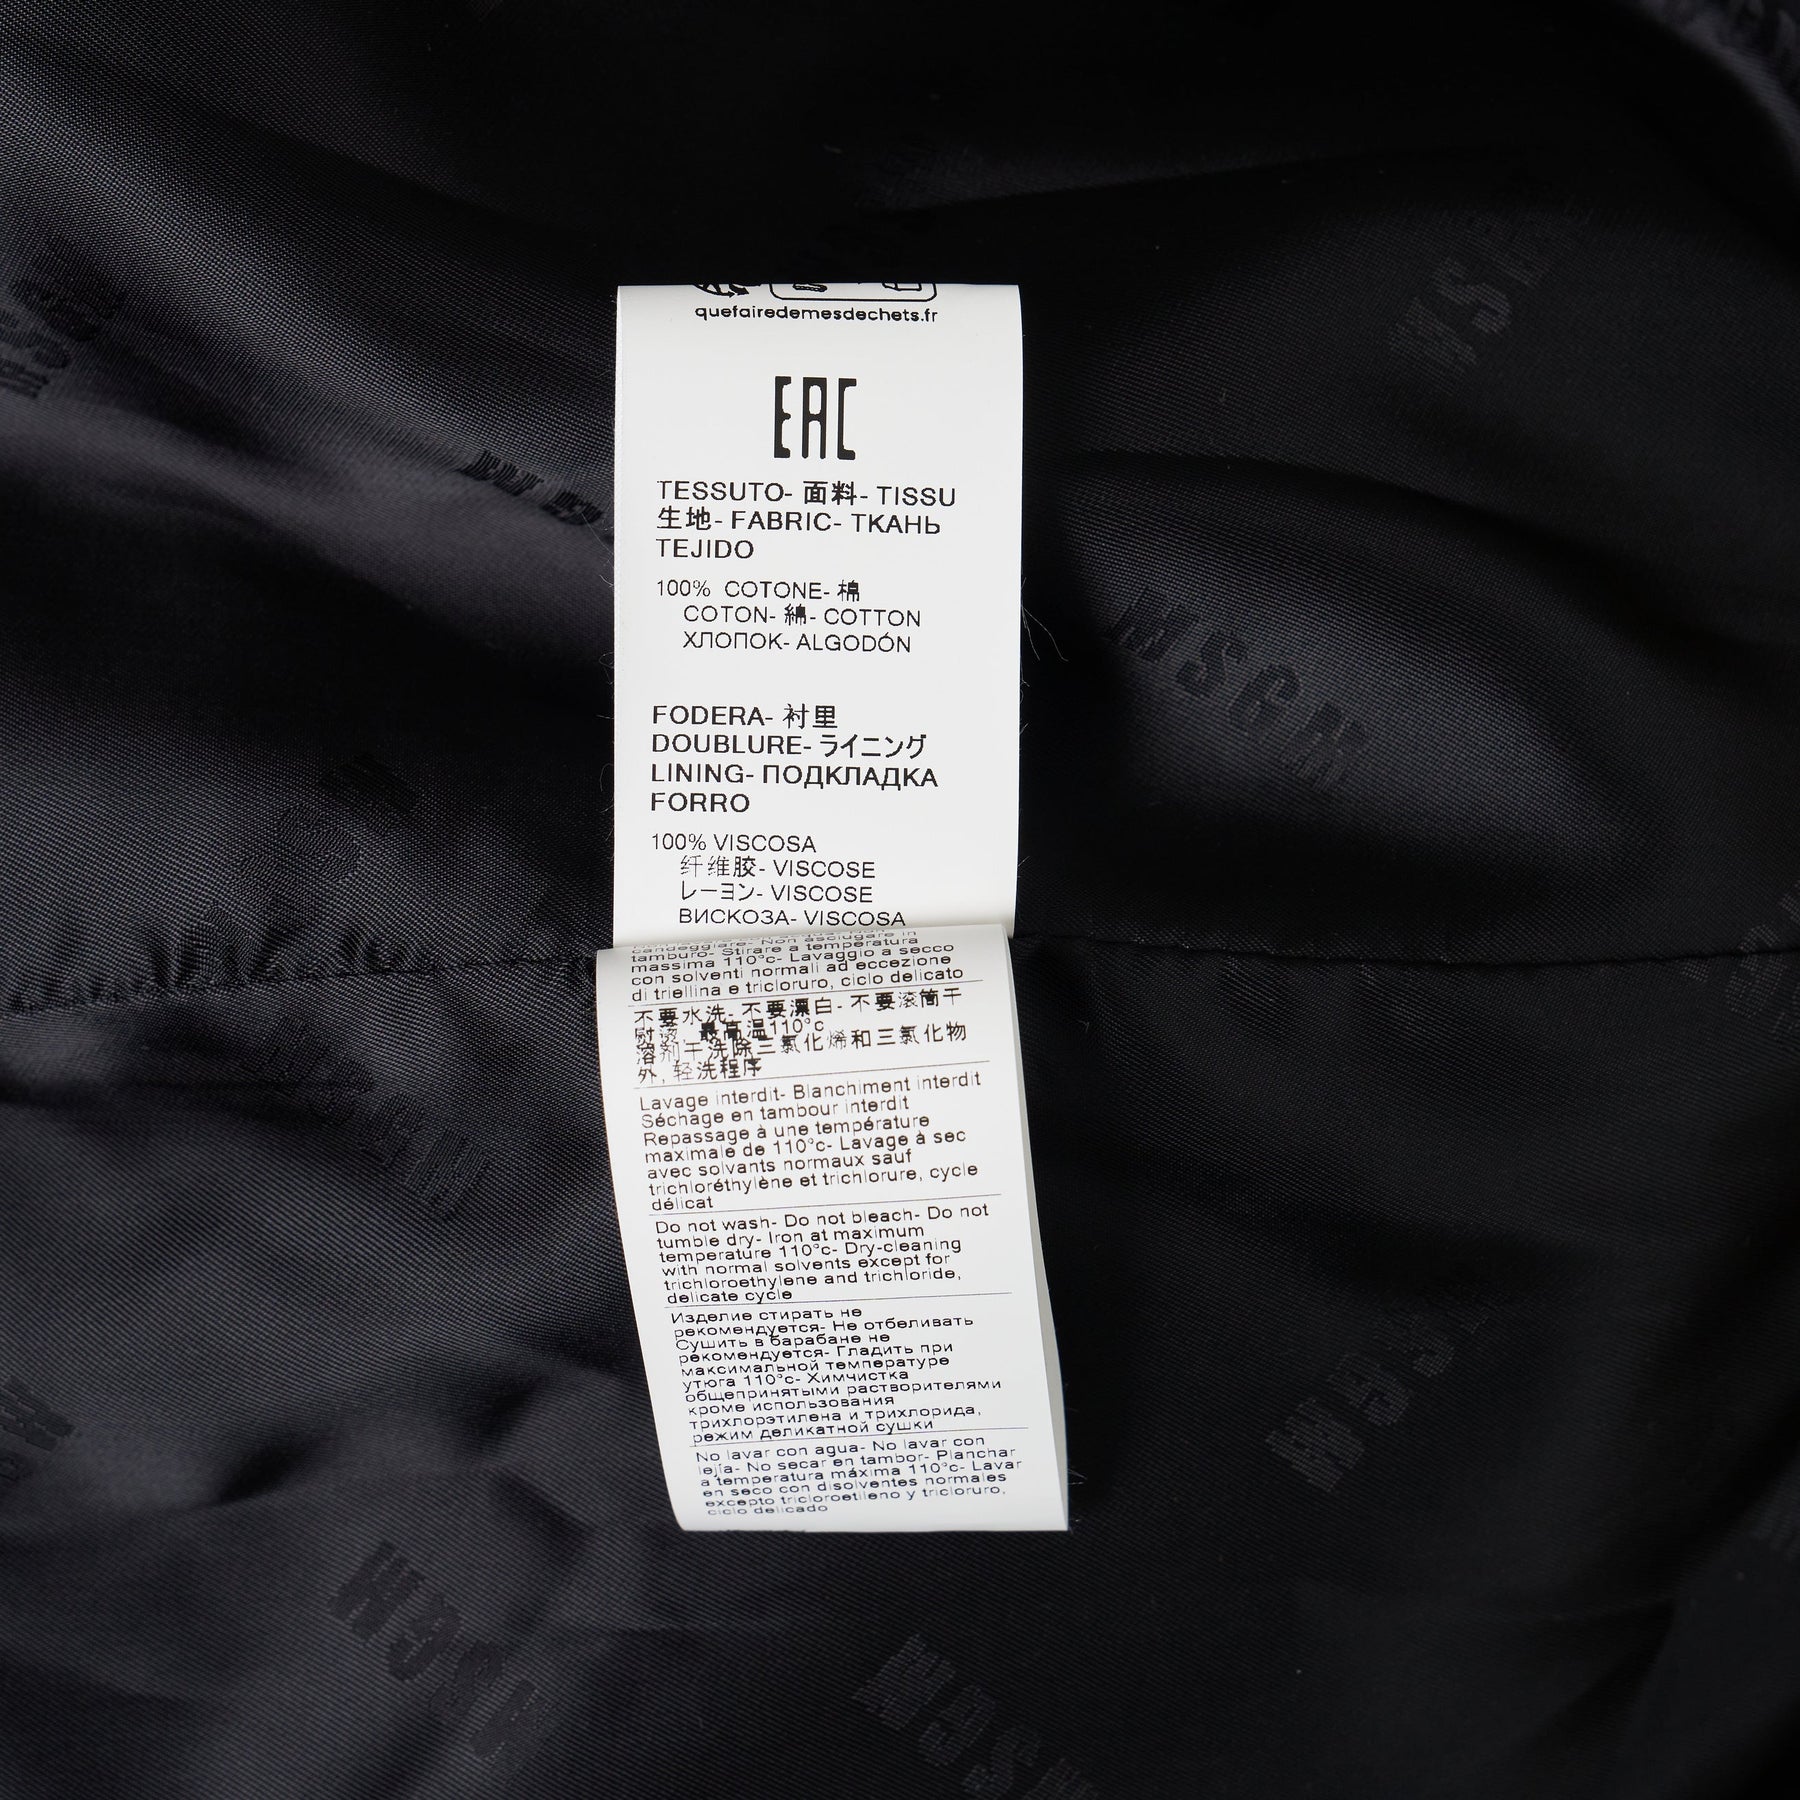 quefairedemesdechets.fr
EAC
TESSUTO- 面料- TISSU
生地- FABRIC- ТКАНЬ
TEJIDO
100% COTONE- 棉
COTON- 綿- COTTON
ХЛОПОК- ALGODÓN
FODERA- 衬里
DOUBLURE- ライニング
LINING- ПОДКЛАДКА
FORRO
100% VISCOSA
纤维胶- VISCOSE
レーヨン- VISCOSE
ВИСКОЗА- VISCOSA
candeggiare- Non asciugare in
tamburo- Stirare a temperatura
massima 110°c- Lavaggio a secco
con solventi normali ad eccezione
di triellina e tricloruro, ciclo delicato
不要水洗- 不要漂白- 不要滚筒干
熨烫, 最高温110°c
溶剂干洗除三氯化烯和三氯化物
外, 轻洗程序
Lavage interdit- Blanchiment interdit
Séchage en tambour interdit
Repassage à une température
maximale de 110°c- Lavage à sec
avec solvants normaux sauf
trichloréthylène et trichlorure, cycle
délicat
Do not wash- Do not bleach- Do not
tumble dry- Iron at maximum
temperature 110°c- Dry-cleaning
with normal solvents except for
trichloroethylene and trichloride,
delicate cycle
Изделие стирать не
рекомендуется- Не отбеливать
Сушить в барабане не
рекомендуется- Гладить при
максимальной температуре
утюга 110°c- Химчистка
общепринятыми растворителями
кроме использования
трихлорэтилена и трихлорида,
режим деликатной сушки
No lavar con agua- No lavar con
lejía- No secar en tambor- Planchar
a temperatura máxima 110°c- Lavar
en seco con disolventes normales
excepto tricloroetileno y tricloruro,
ciclo delicado
MSGM
MSGM
MSGM